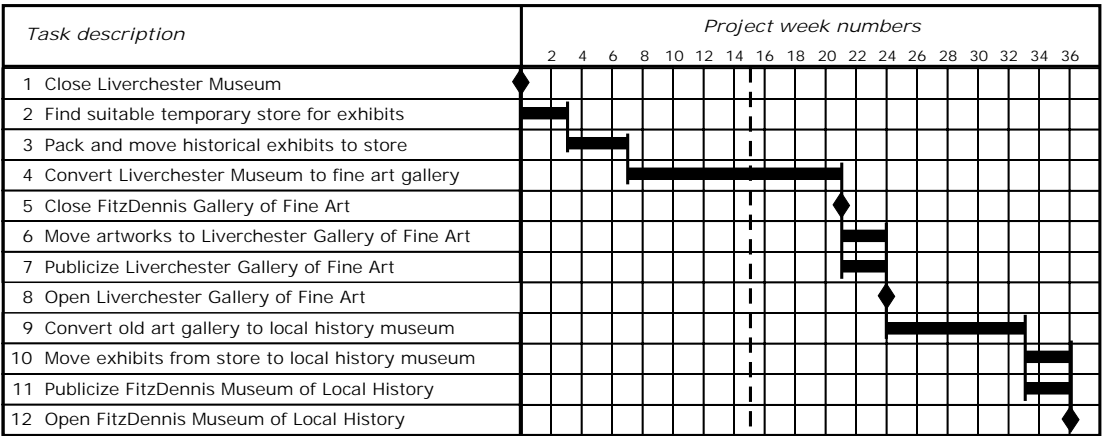 Task description
Project week numbers
2 4 6 8 10 12 14 16 18 20 22 24 26 28 30 32 34 36
1 Close Liverchester Museum
2 Find suitable temporary store for exhibits
3 Pack and move historical exhibits to store
4 Convert Liverchester Museum to fine art gallery
5 Close FitzDennis Gallery of Fine Art
6 Move artworks to Liverchester Gallery of Fine Art
7 Publicize Liverchester Gallery of Fine Art
8 Open Liverchester Gallery of Fine Art
9 Convert old art gallery to local history museum
10 Move exhibits from store to local history museum
11 Publicize FitzDennis Museum of Local History
12 Open FitzDennis Museum of Local History